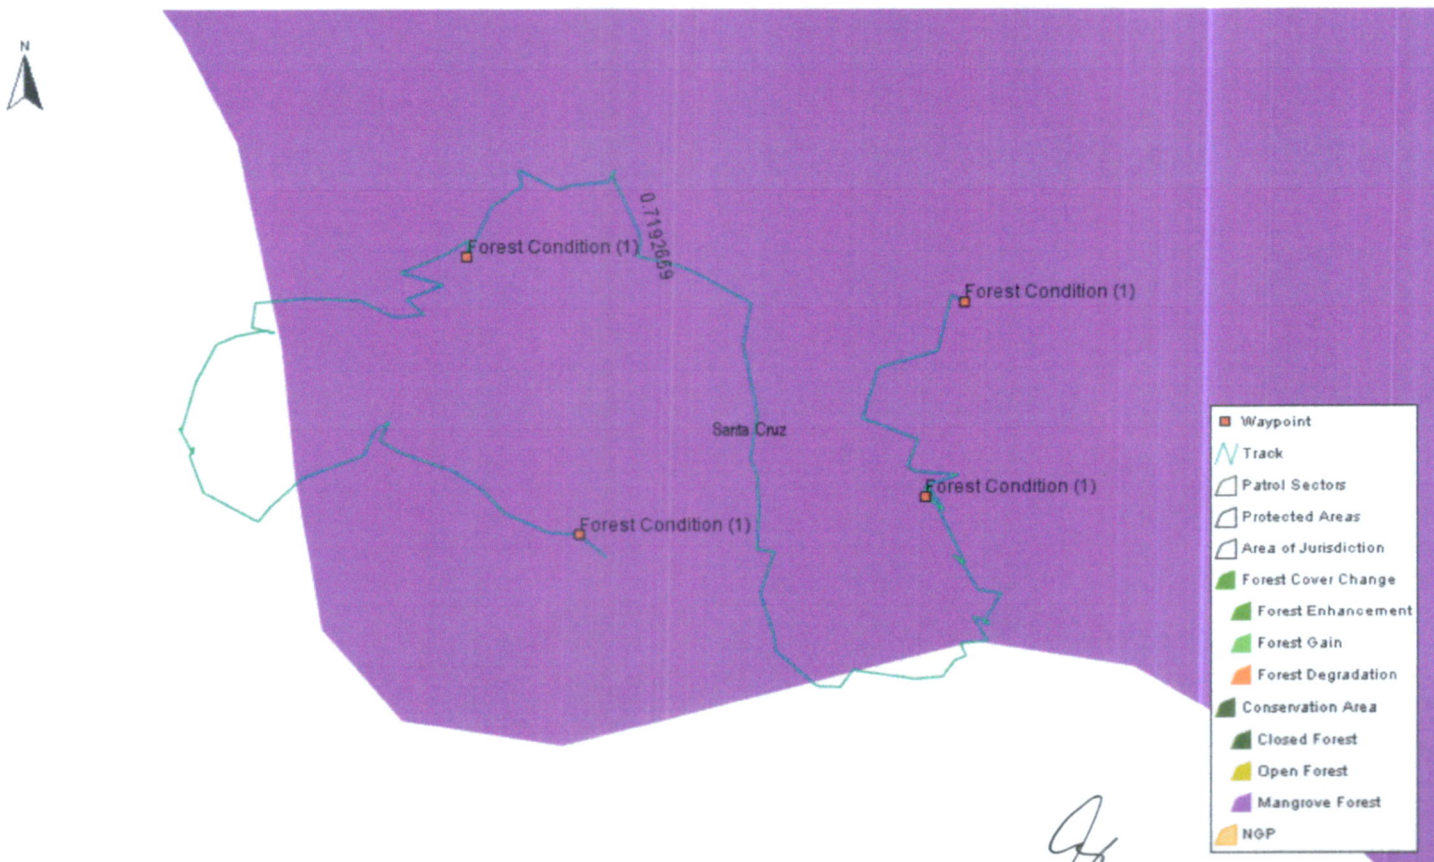 N
0.7192659
Forest Condition (1)
Forest Condition (1)
Santa Cruz
Forest Condition (1)
Forest Condition (1)
Waypoint
Track
Patrol Sectors
Protected Areas
Area of Jurisdiction
Forest Cover Change
Forest Enhancement
Forest Gain
Forest Degradation
Conservation Area
Closed Forest
Open Forest
Mangrove Forest
NGP